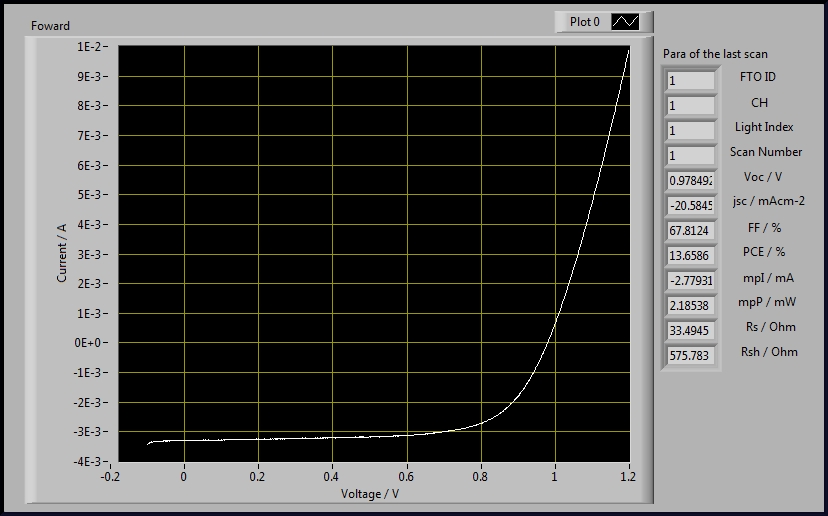 Foward
Plot 0
1E-2
9E-3
8E-3
7E-3
6E-3
5E-3
4E-3
3E-3
2E-3
1E-3
0E+0
-1E-3
-2E-3
-3E-3
-4E-3
Current / A
-0.2
0
0.2
0.4
0.6
0.8
1
1.2
Voltage / V
Para of the last scan
1 FTO ID
1 CH
1 Light Index
1 Scan Number
0.978492 Voc / V
-20.5845 jsc / mAcm-2
67.8124 FF / %
13.6586 PCE / %
-2.77931 mpI / mA
2.18538 mpP / mW
33.4945 Rs / Ohm
575.783 Rsh / Ohm